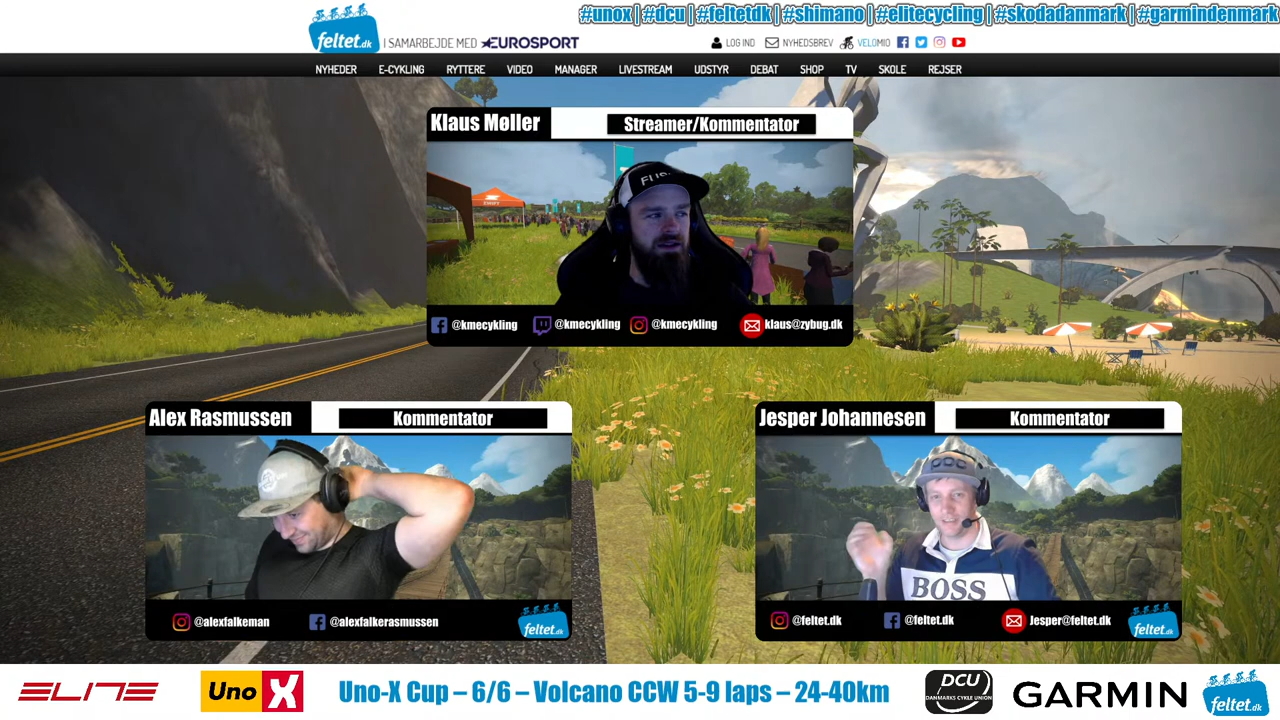 #unox | #dcu | #feltetdk | #shimano | #elitecycling | #skodadanmark | #garmindenmark
feltet.dk | I SAMARBEJDE MED EUROSPORT
LOG IND NYHEDSBREV VELOMIO
NYHEDER E-CYKLING RYTTERE VIDEO MANAGER LIVESTREAM UDSTYR DEBAT SHOP TV SKOLE REJSER
Klaus Møller Streamer/Kommentator
FUSI
ZWIFT
@kmecykling @kmecykling @kmecykling klaus@zybug.dk
Alex Rasmussen Kommentator
@alexfalkeman @alexfalkerasmussen feltet.dk
Jesper Johannesen Kommentator
BOSS
@feltet.dk @feltet.dk Jesper@feltet.dk feltet.dk
ELITE Uno X Uno-X Cup – 6/6 – Volcano CCW 5-9 laps – 24-40km DCU DANMARKS CYKLE UNION GARMIN feltet.dk